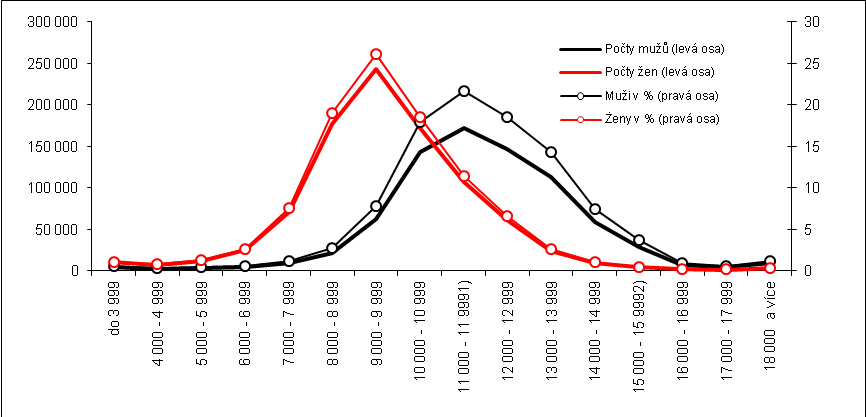 300 000
250 000
200 000
150 000
100 000
50 000
0
30
25
20
15
10
5
0
Počty mužů (levá osa)
Počty žen (levá osa)
Muži v % (pravá osa)
Ženy v % (pravá osa)
do 3 999
4 000 - 4 999
5 000 - 5 999
6 000 - 6 999
7 000 - 7 999
8 000 - 8 999
9 000 - 9 999
10 000 - 10 999
11 000 - 11 9991)
12 000 - 12 999
13 000 - 13 999
14 000 - 14 999
15 000 - 15 9992)
16 000 - 16 999
17 000 - 17 999
18 000 a více